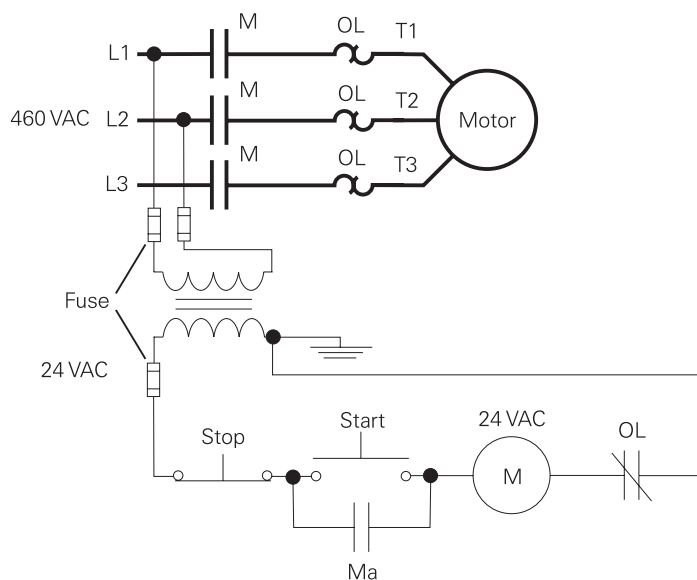 M
OL
T1
L1
M
OL
T2
460 VAC L2
Motor
M
OL
T3
L3
Fuse
24 VAC
Stop
Start
24 VAC
OL
M
Ma